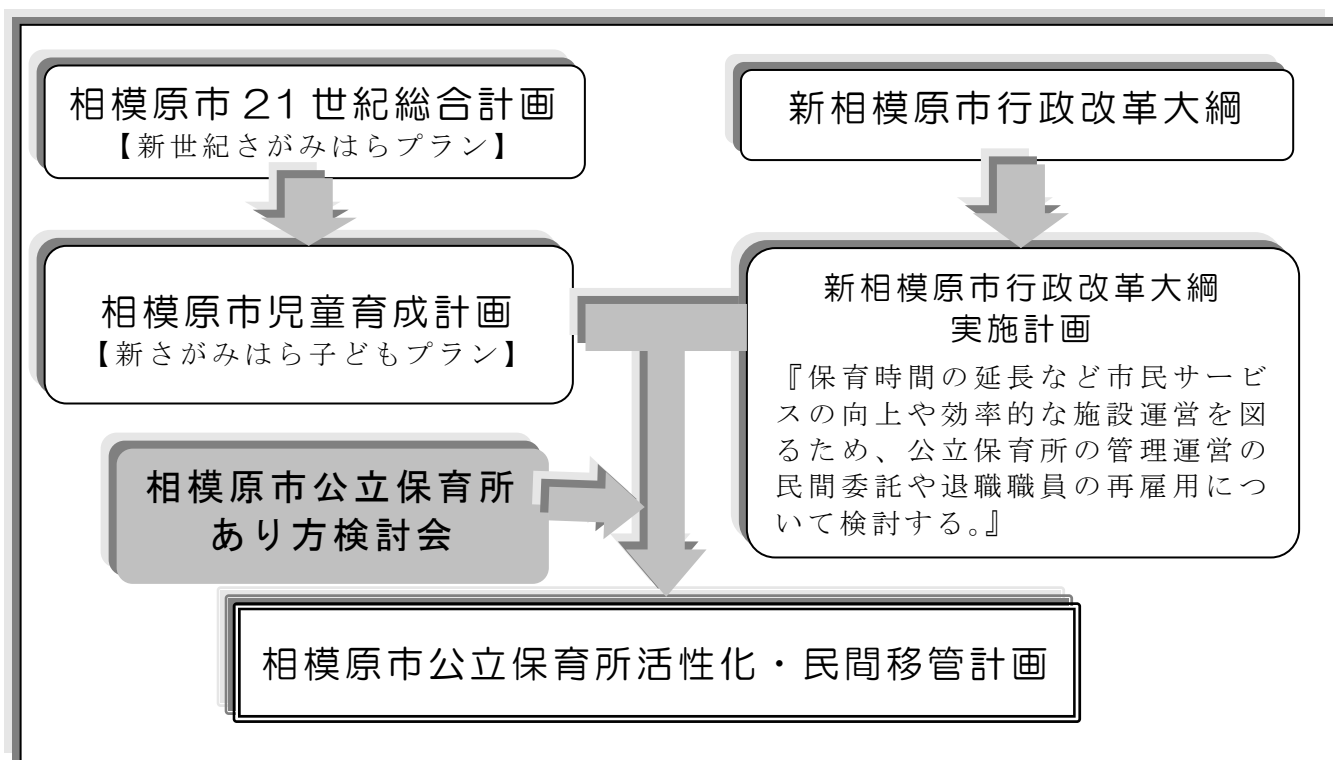 相模原市21世紀総合計画
【新世紀さがみはらプラン】
新相模原市行政改革大綱
相模原市児童育成計画
【新さがみはら子どもプラン】
新相模原市行政改革大綱
実施計画
『保育時間の延長など市民サービ
スの向上や効率的な施設運営を図
るため、公立保育所の管理運営の
民間委託や退職職員の再雇用につ
いて検討する。』
相模原市公立保育所
あり方検討会
相模原市公立保育所活性化・民間移管計画